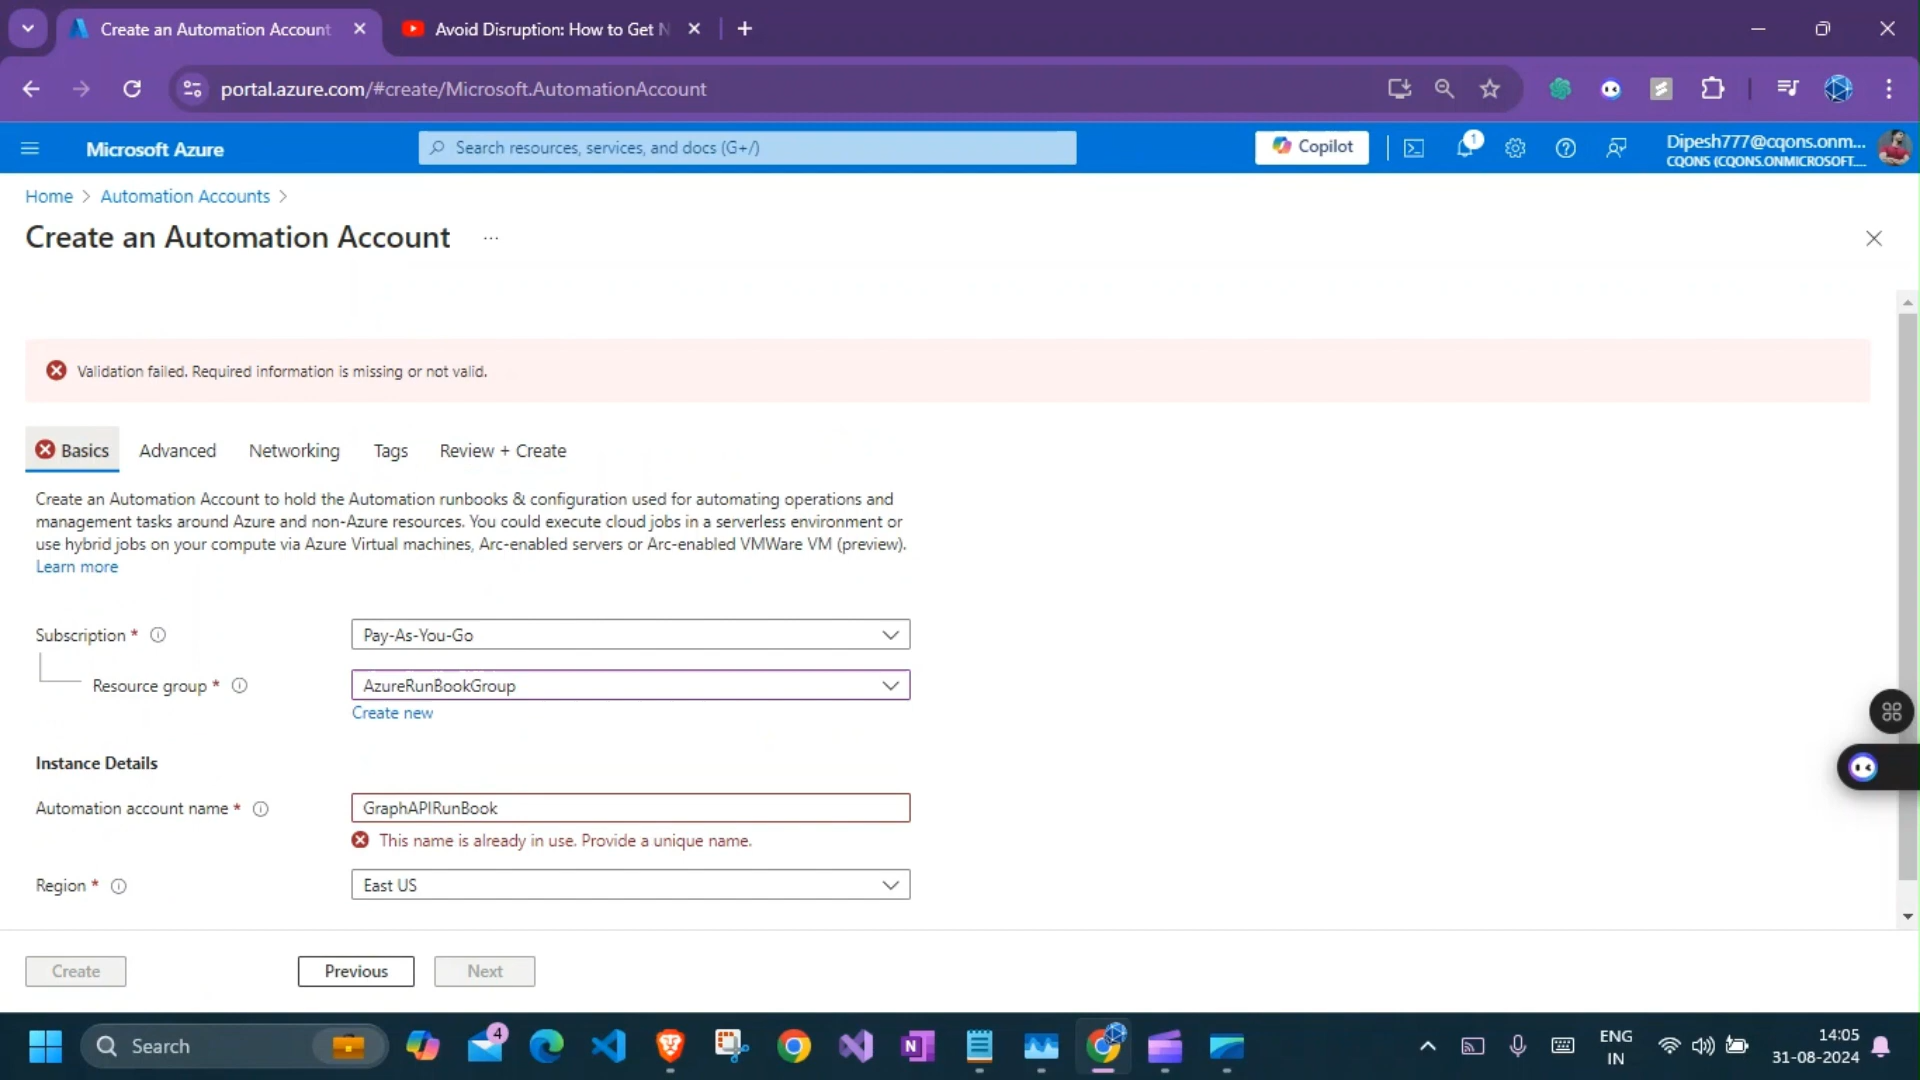 Create an Automation Account
Avoid Disruption: How to Get N
portal.azure.com/#create/Microsoft.AutomationAccount
Microsoft Azure
Search resources, services, and docs (G+/)
Copilot
1
Dipesh777@cqons.onm...
CQONS (CQONS.ONMICROSOFT....
Home > Automation Accounts >
Create an Automation Account ...
Validation failed. Required information is missing or not valid.
Basics Advanced Networking Tags Review + Create
Create an Automation Account to hold the Automation runbooks & configuration used for automating operations and
management tasks around Azure and non-Azure resources. You could execute cloud jobs in a serverless environment or
use hybrid jobs on your compute via Azure Virtual machines, Arc-enabled servers or Arc-enabled VMWare VM (preview).
Learn more
Subscription * Pay-As-You-Go
Resource group * AzureRunBookGroup
Create new
Instance Details
Automation account name * GraphAPIRunBook
This name is already in use. Provide a unique name.
Region * East US
Create Previous Next
Search
4
N
ENG
IN
14:05
31-08-2024